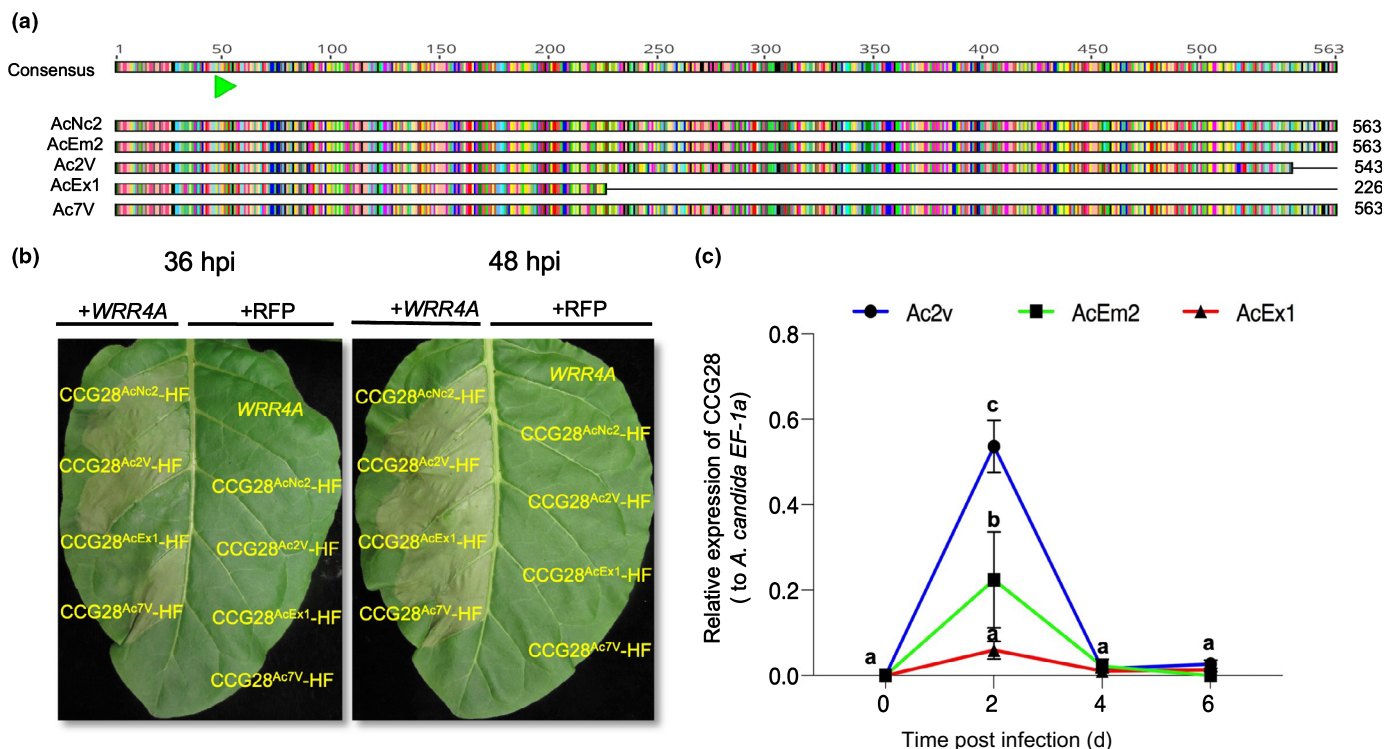 (a)
1 50 100 150 200 250 300 350 400 450 500 563
Consensus
AcNc2 563
AcEm2 563
Ac2V 543
AcEx1 226
Ac7V 563
(b)
36 hpi 48 hpi
+WRR4A +RFP +WRR4A +RFP
CCG28AcNc2-HF
WRR4A
CCG28Ac2V-HF
CCG28AcNc2-HF
CCG28AcEx1-HF
CCG28Ac2V-HF
CCG28Ac7V-HF
CCG28AcEx1-HF
CCG28Ac7V-HF
WRR4A
CCG28AcNc2-HF
CCG28AcNc2-HF
CCG28Ac2V-HF
CCG28Ac2V-HF
CCG28AcEx1-HF
CCG28AcEx1-HF
CCG28Ac7V-HF
CCG28Ac7V-HF
(c)
Ac2v AcEm2 AcEx1
Relative expression of CCG28
( to A. candida EF-1a)
0.8
0.6
0.4
0.2
0.0
c
b
a
a
a
a
0 2 4 6
Time post infection (d)